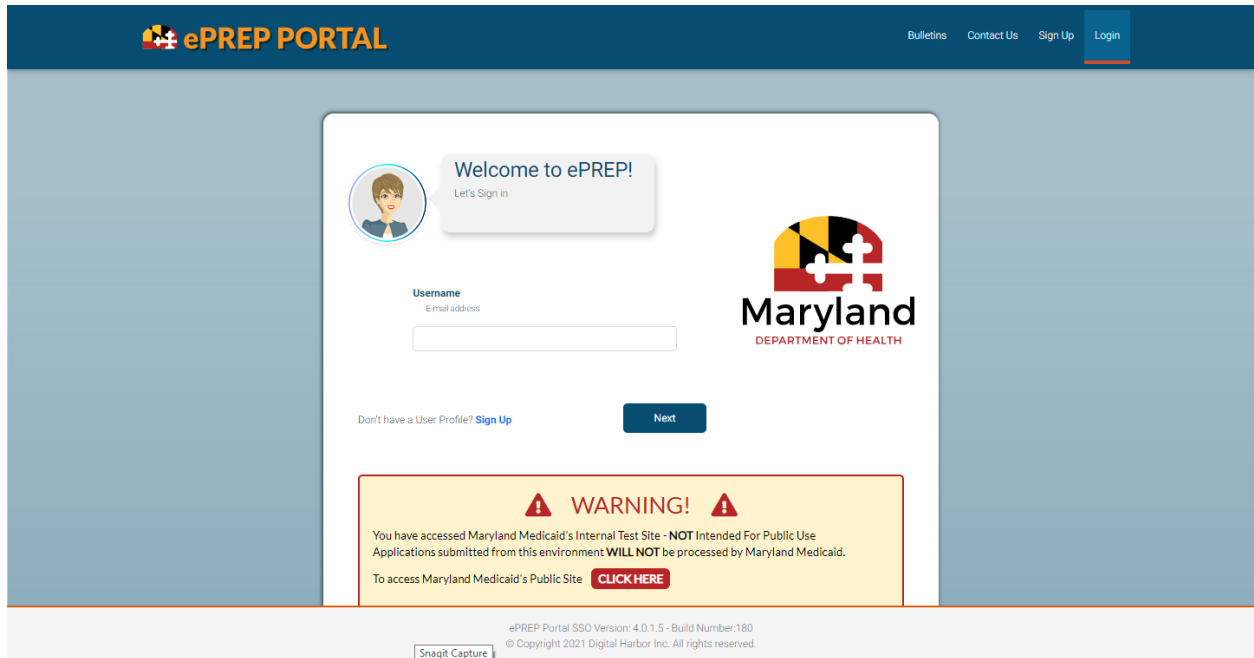 ePREP PORTAL
Bulletins Contact Us Sign Up Login
Welcome to ePREP!
Let's Sign in
Username
E-mail address
Maryland
DEPARTMENT OF HEALTH
Don't have a User Profile? Sign Up
Next
WARNING!
You have accessed Maryland Medicaid's Internal Test Site - NOT Intended For Public Use
Applications submitted from this environment WILL NOT be processed by Maryland Medicaid.
To access Maryland Medicaid's Public Site CLICK HERE
ePREP Portal SSO Version: 4.0.1.5 - Build Number:180
© Copyright 2021 Digital Harbor Inc. All rights reserved.
Snagit Capture